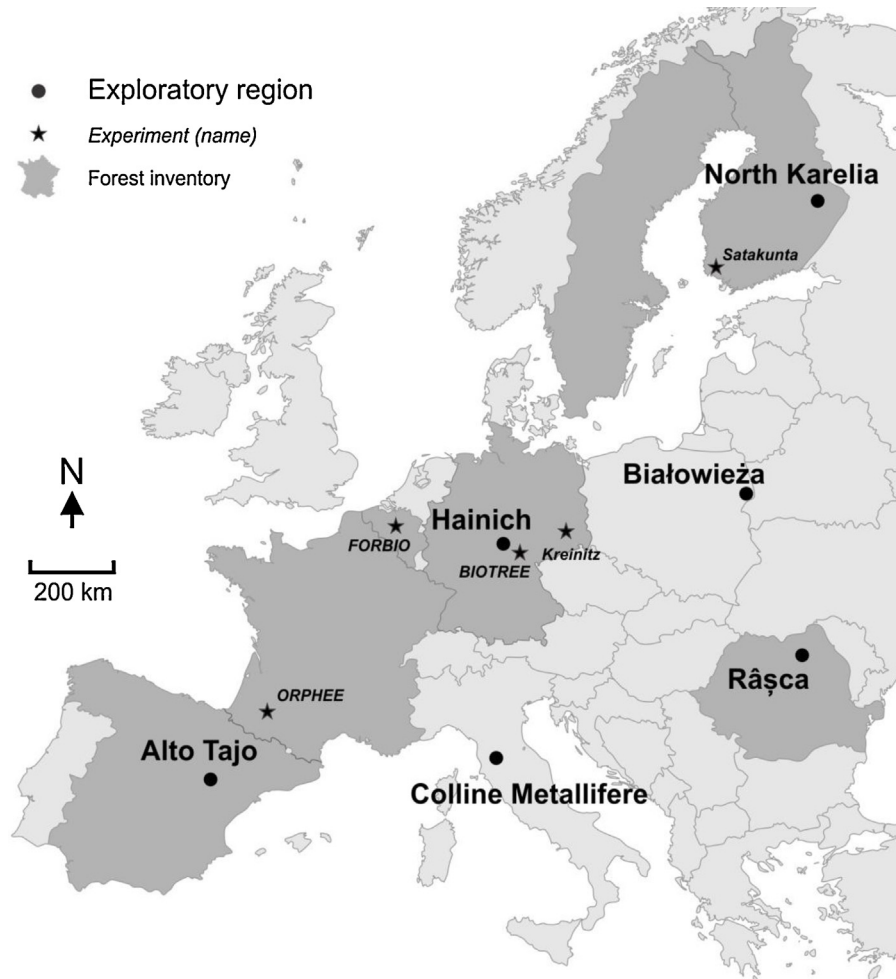 Exploratory region
Experiment (name)
Forest inventory
North Karelia
Satakunta
N
200 km
Białowieża
Hainich
FORBIO
BIOTREE
Kreinitz
Râșca
ORPHEE
Alto Tajo
Colline Metallifere